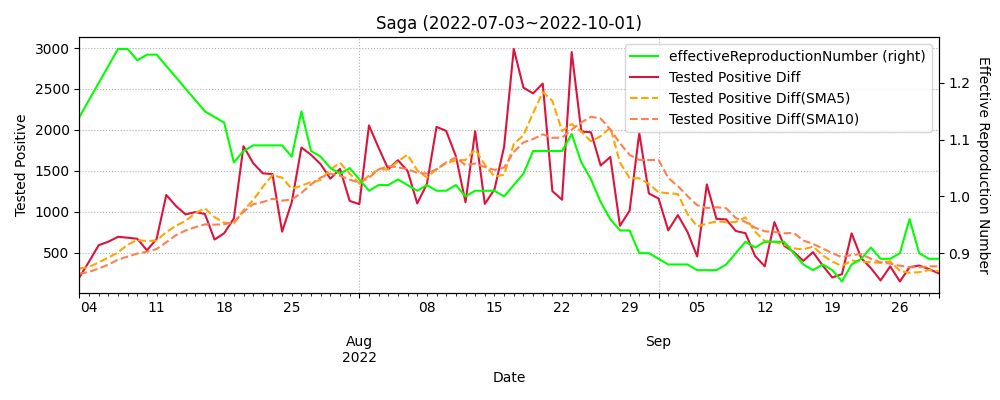 Saga (2022-07-03~2022-10-01)
Tested Positive
3000
2500
2000
1500
1000
500
effectiveReproductionNumber (right)
Tested Positive Diff
Tested Positive Diff(SMA5)
Tested Positive Diff(SMA10)
1.2
1.1
1.0
0.9
Effective Reproduction Number
04 11 18 25 08 15 22 29 05 12 19 26
Aug Sep
2022
Date